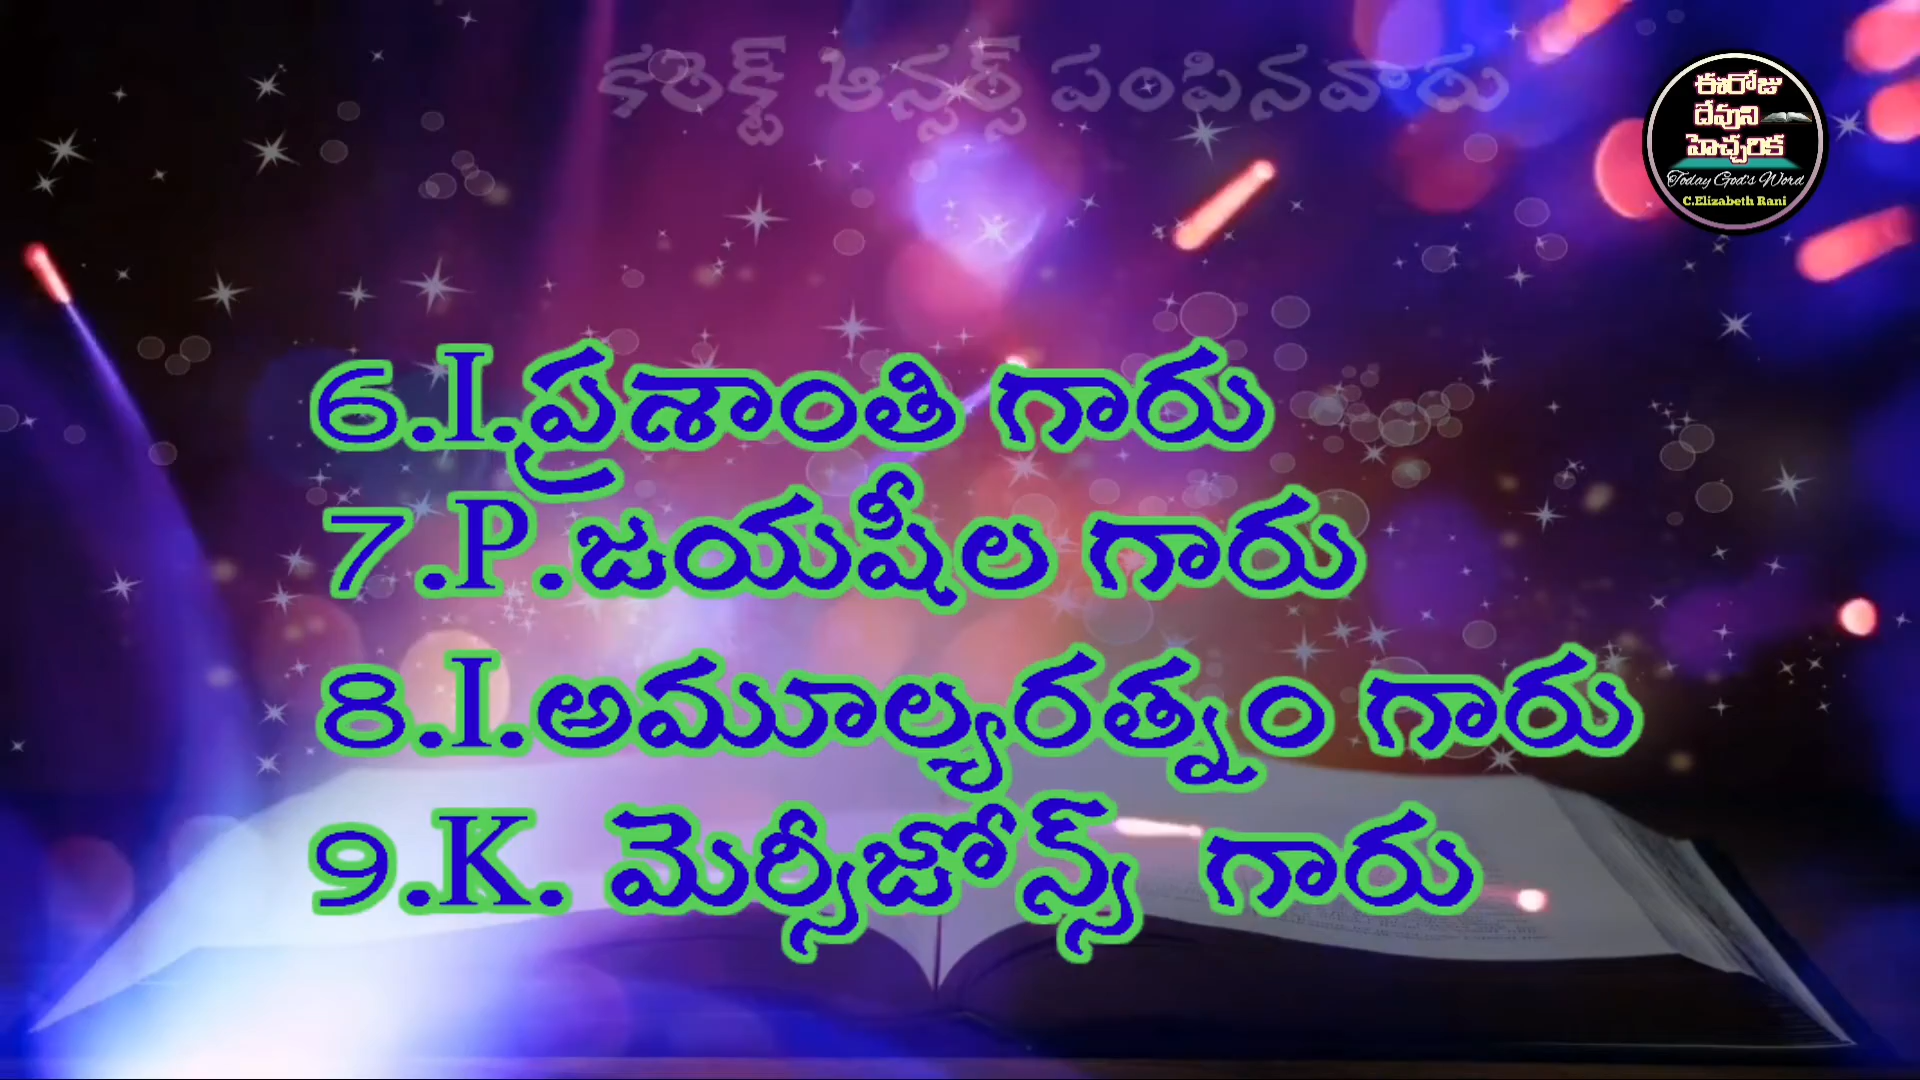 కరెక్ట్ ఆన్సర్స్ పంపినవారు
ఈరోజు
దేవుని
హెచ్చరిక
Today God's Word
C.Elizabeth Rani
6.I.ప్రశాంతి గారు
7.P.జయషీల గారు
8.I.అమూల్యరత్నం గారు
9.K. మెర్సీజోన్స్ గారు